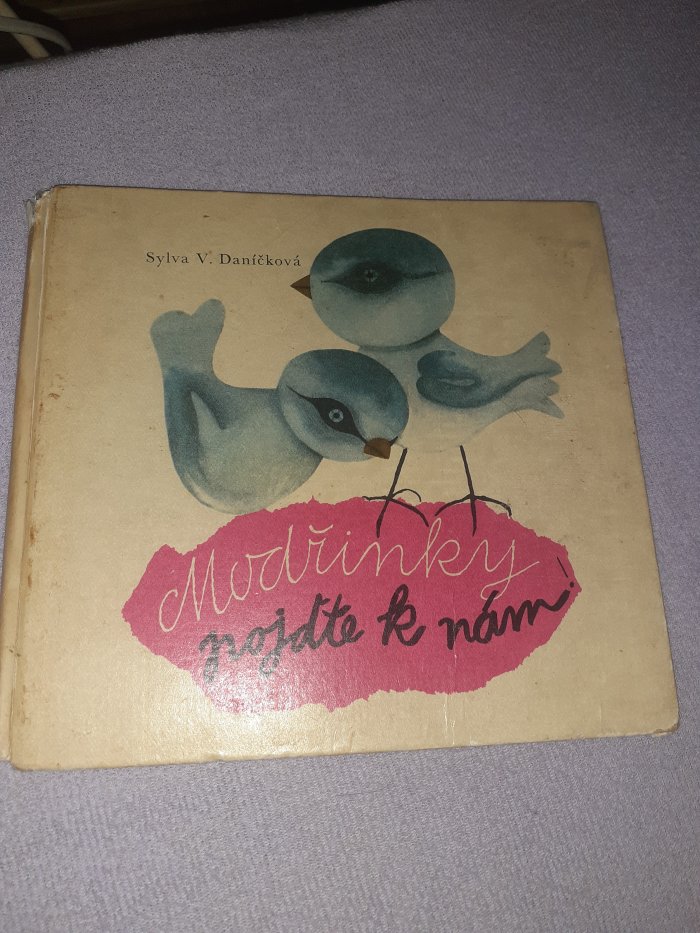 Sylva V. Daníčková
Modřinky
pojďte k nám!